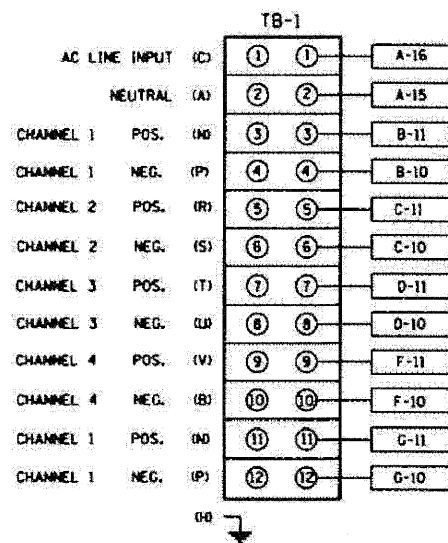 TB-1
AC LINE INPUT (C) 1 1 A-16
NEUTRAL (A) 2 2 A-15
CHANNEL 1 POS. (N) 3 3 B-11
CHANNEL 1 NEG. (P) 4 4 B-10
CHANNEL 2 POS. (R) 5 5 C-11
CHANNEL 2 NEG. (S) 6 6 C-10
CHANNEL 3 POS. (T) 7 7 D-11
CHANNEL 3 NEG. (U) 8 8 D-10
CHANNEL 4 POS. (V) 9 9 F-11
CHANNEL 4 NEG. (B) 10 10 F-10
CHANNEL 1 POS. (N) 11 11 G-11
CHANNEL 1 NEG. (P) 12 12 G-10
(H)